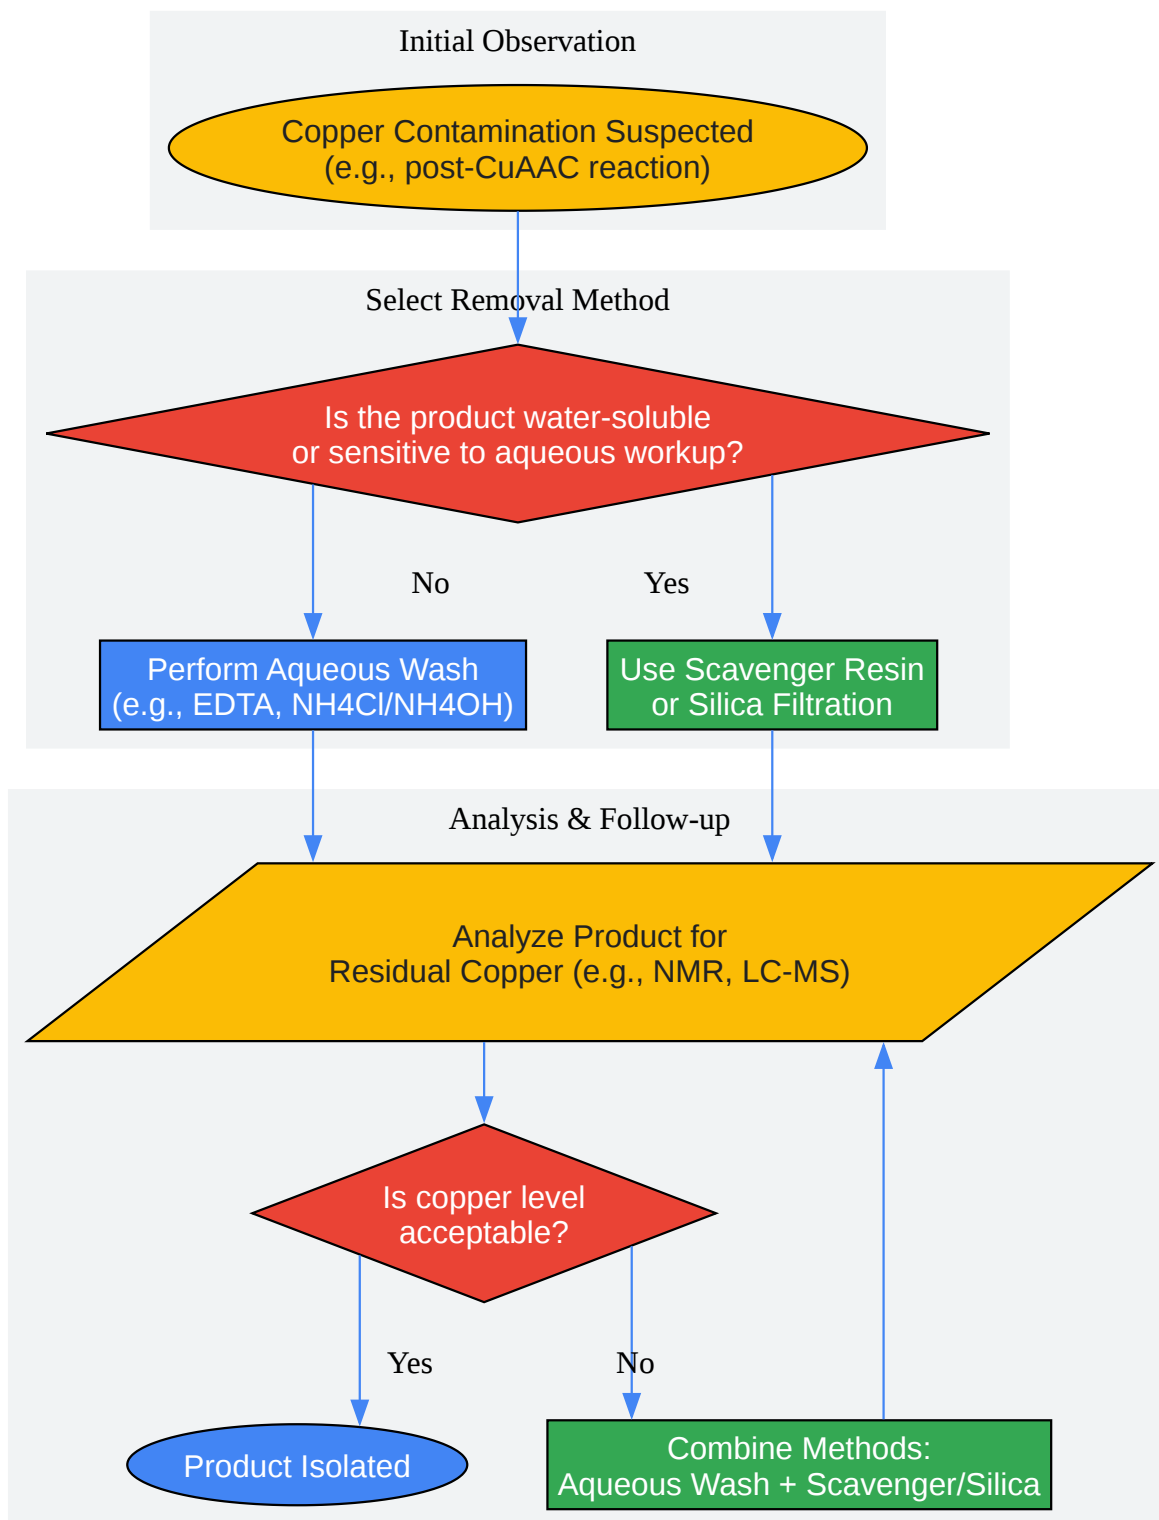 Initial Observation
Copper Contamination Suspected
(e.g., post-CuAAC reaction)
Select Removal Method
Is the product water-soluble
or sensitive to aqueous workup?
No
Yes
Perform Aqueous Wash
(e.g., EDTA, NH4Cl/NH4OH)
Use Scavenger Resin
or Silica Filtration
Analysis & Follow-up
Analyze Product for
Residual Copper (e.g., NMR, LC-MS)
Is copper level
acceptable?
Yes
No
Product Isolated
Combine Methods:
Aqueous Wash + Scavenger/Silica